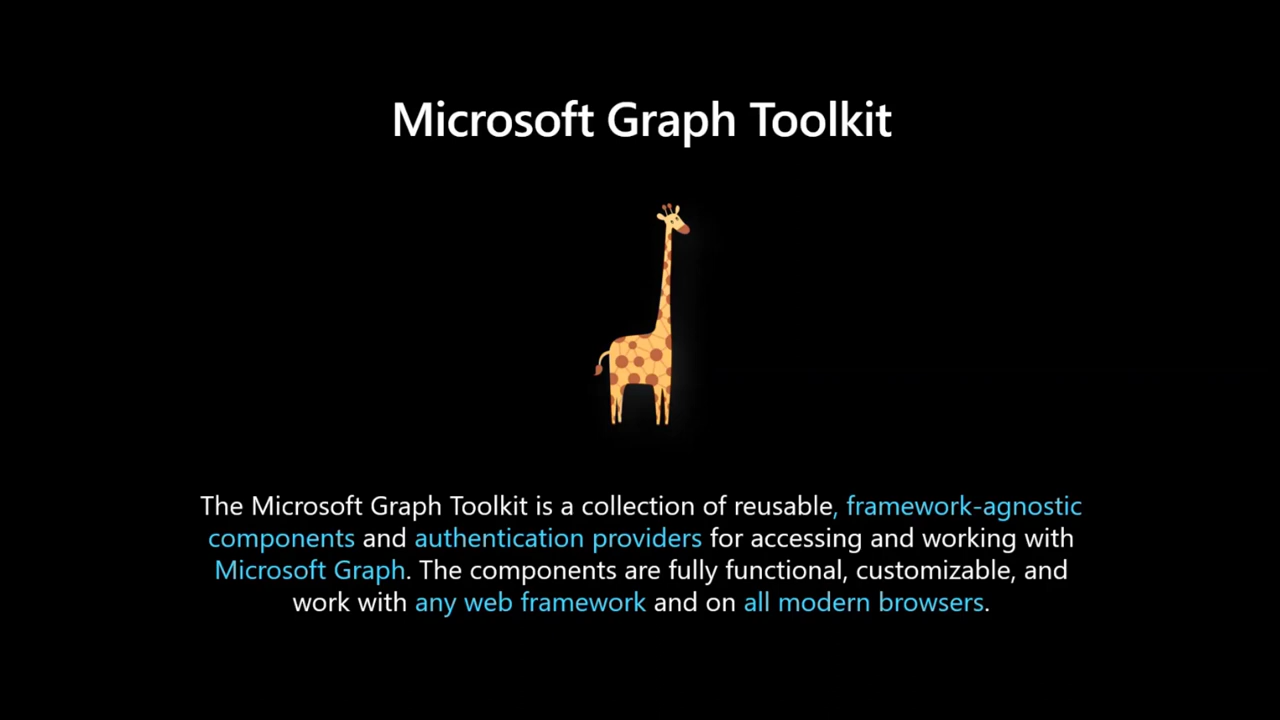 Microsoft Graph Toolkit
The Microsoft Graph Toolkit is a collection of reusable, framework-agnostic
components and authentication providers for accessing and working with
Microsoft Graph. The components are fully functional, customizable, and
work with any web framework and on all modern browsers.